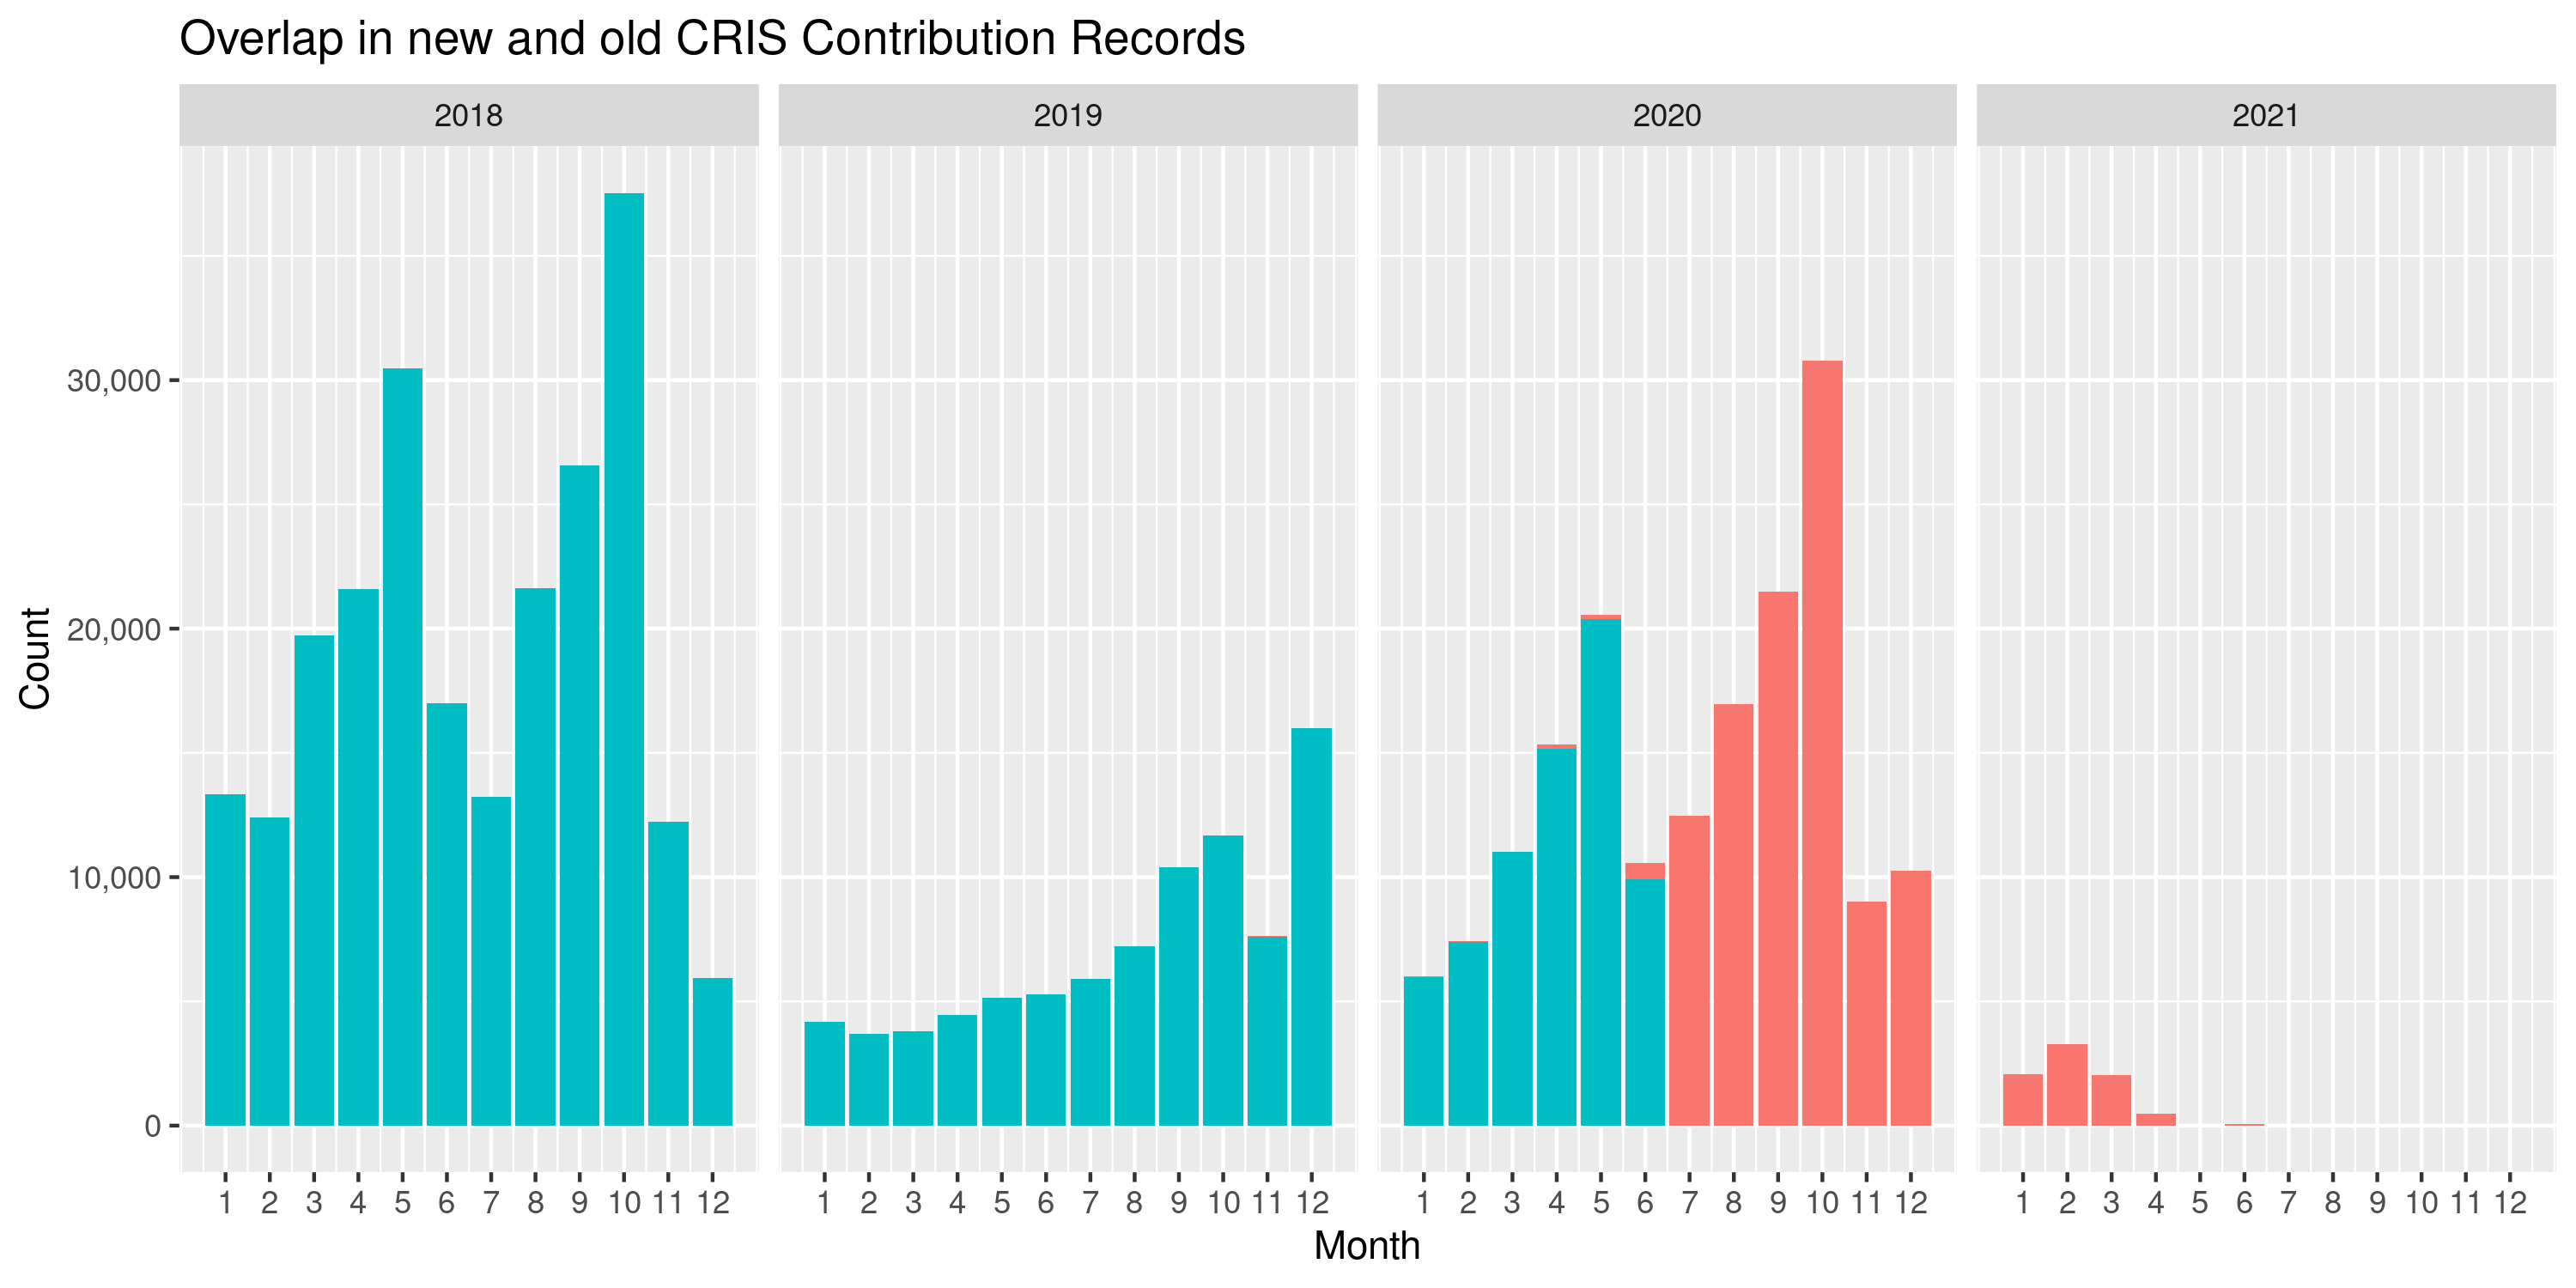 Overlap in new and old CRIS Contribution Records
2018 2019 2020 2021
Count
30,000
20,000
10,000
0
1 2 3 4 5 6 7 8 9 10 11 12 1 2 3 4 5 6 7 8 9 10 11 12 1 2 3 4 5 6 7 8 9 10 11 12 1 2 3 4 5 6 7 8 9 10 11 12
Month